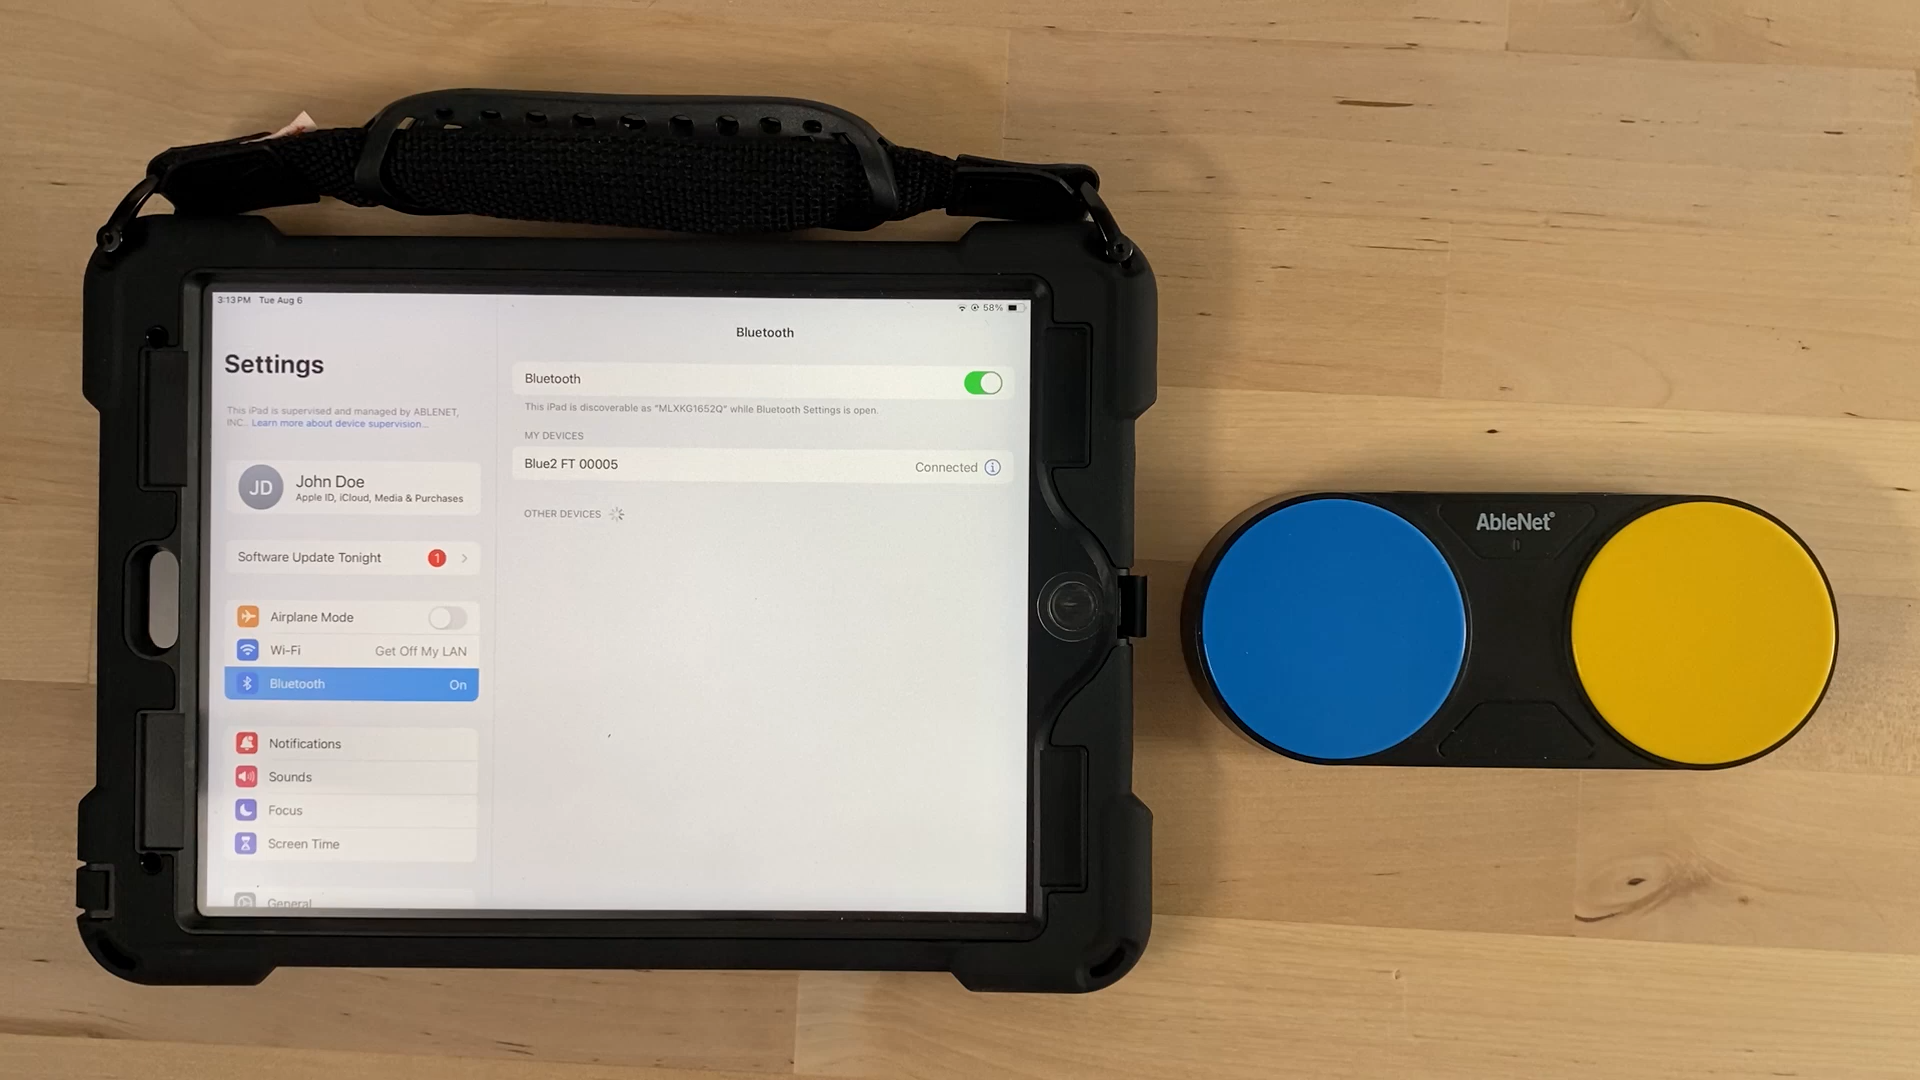 3:13 PM Tue Aug 6
58%
Settings
This iPad is supervised and managed by ABLENET,
INC.. Learn more about device supervision...
JD
John Doe
Apple ID, iCloud, Media & Purchases
Software Update Tonight 1
Airplane Mode
Wi-Fi Get Off My LAN
Bluetooth On
Notifications
Sounds
Focus
Screen Time
General
Bluetooth
Bluetooth
This iPad is discoverable as “MLXKG1652Q” while Bluetooth Settings is open.
MY DEVICES
Blue2 FT 00005 Connected
OTHER DEVICES
AbleNet®